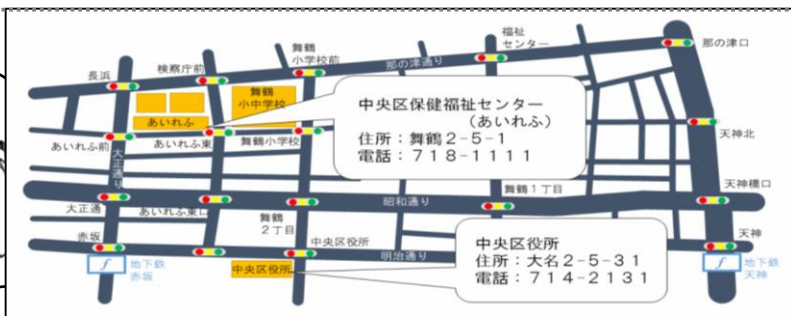 福祉
センター
那の津口
那の津通り
舞鶴
小学校前
検察庁前
長浜
舞鶴
小中学校
あいれふ
中央区保健福祉センター
（あいれふ）
住所：舞鶴２-５-１
電話：７１８-１１１１
あいれふ前
あいれふ東
舞鶴小学校
天神北
大正通り
大正通
あいれふ東口
昭和通り
舞鶴１丁目
天神橋口
舞鶴
２丁目
赤坂
中央区役所
明治通り
天神
中央区役所
住所：大名２-５-３１
電話：７１４-２１３１
地下鉄
赤坂
中央区役所
地下鉄
天神